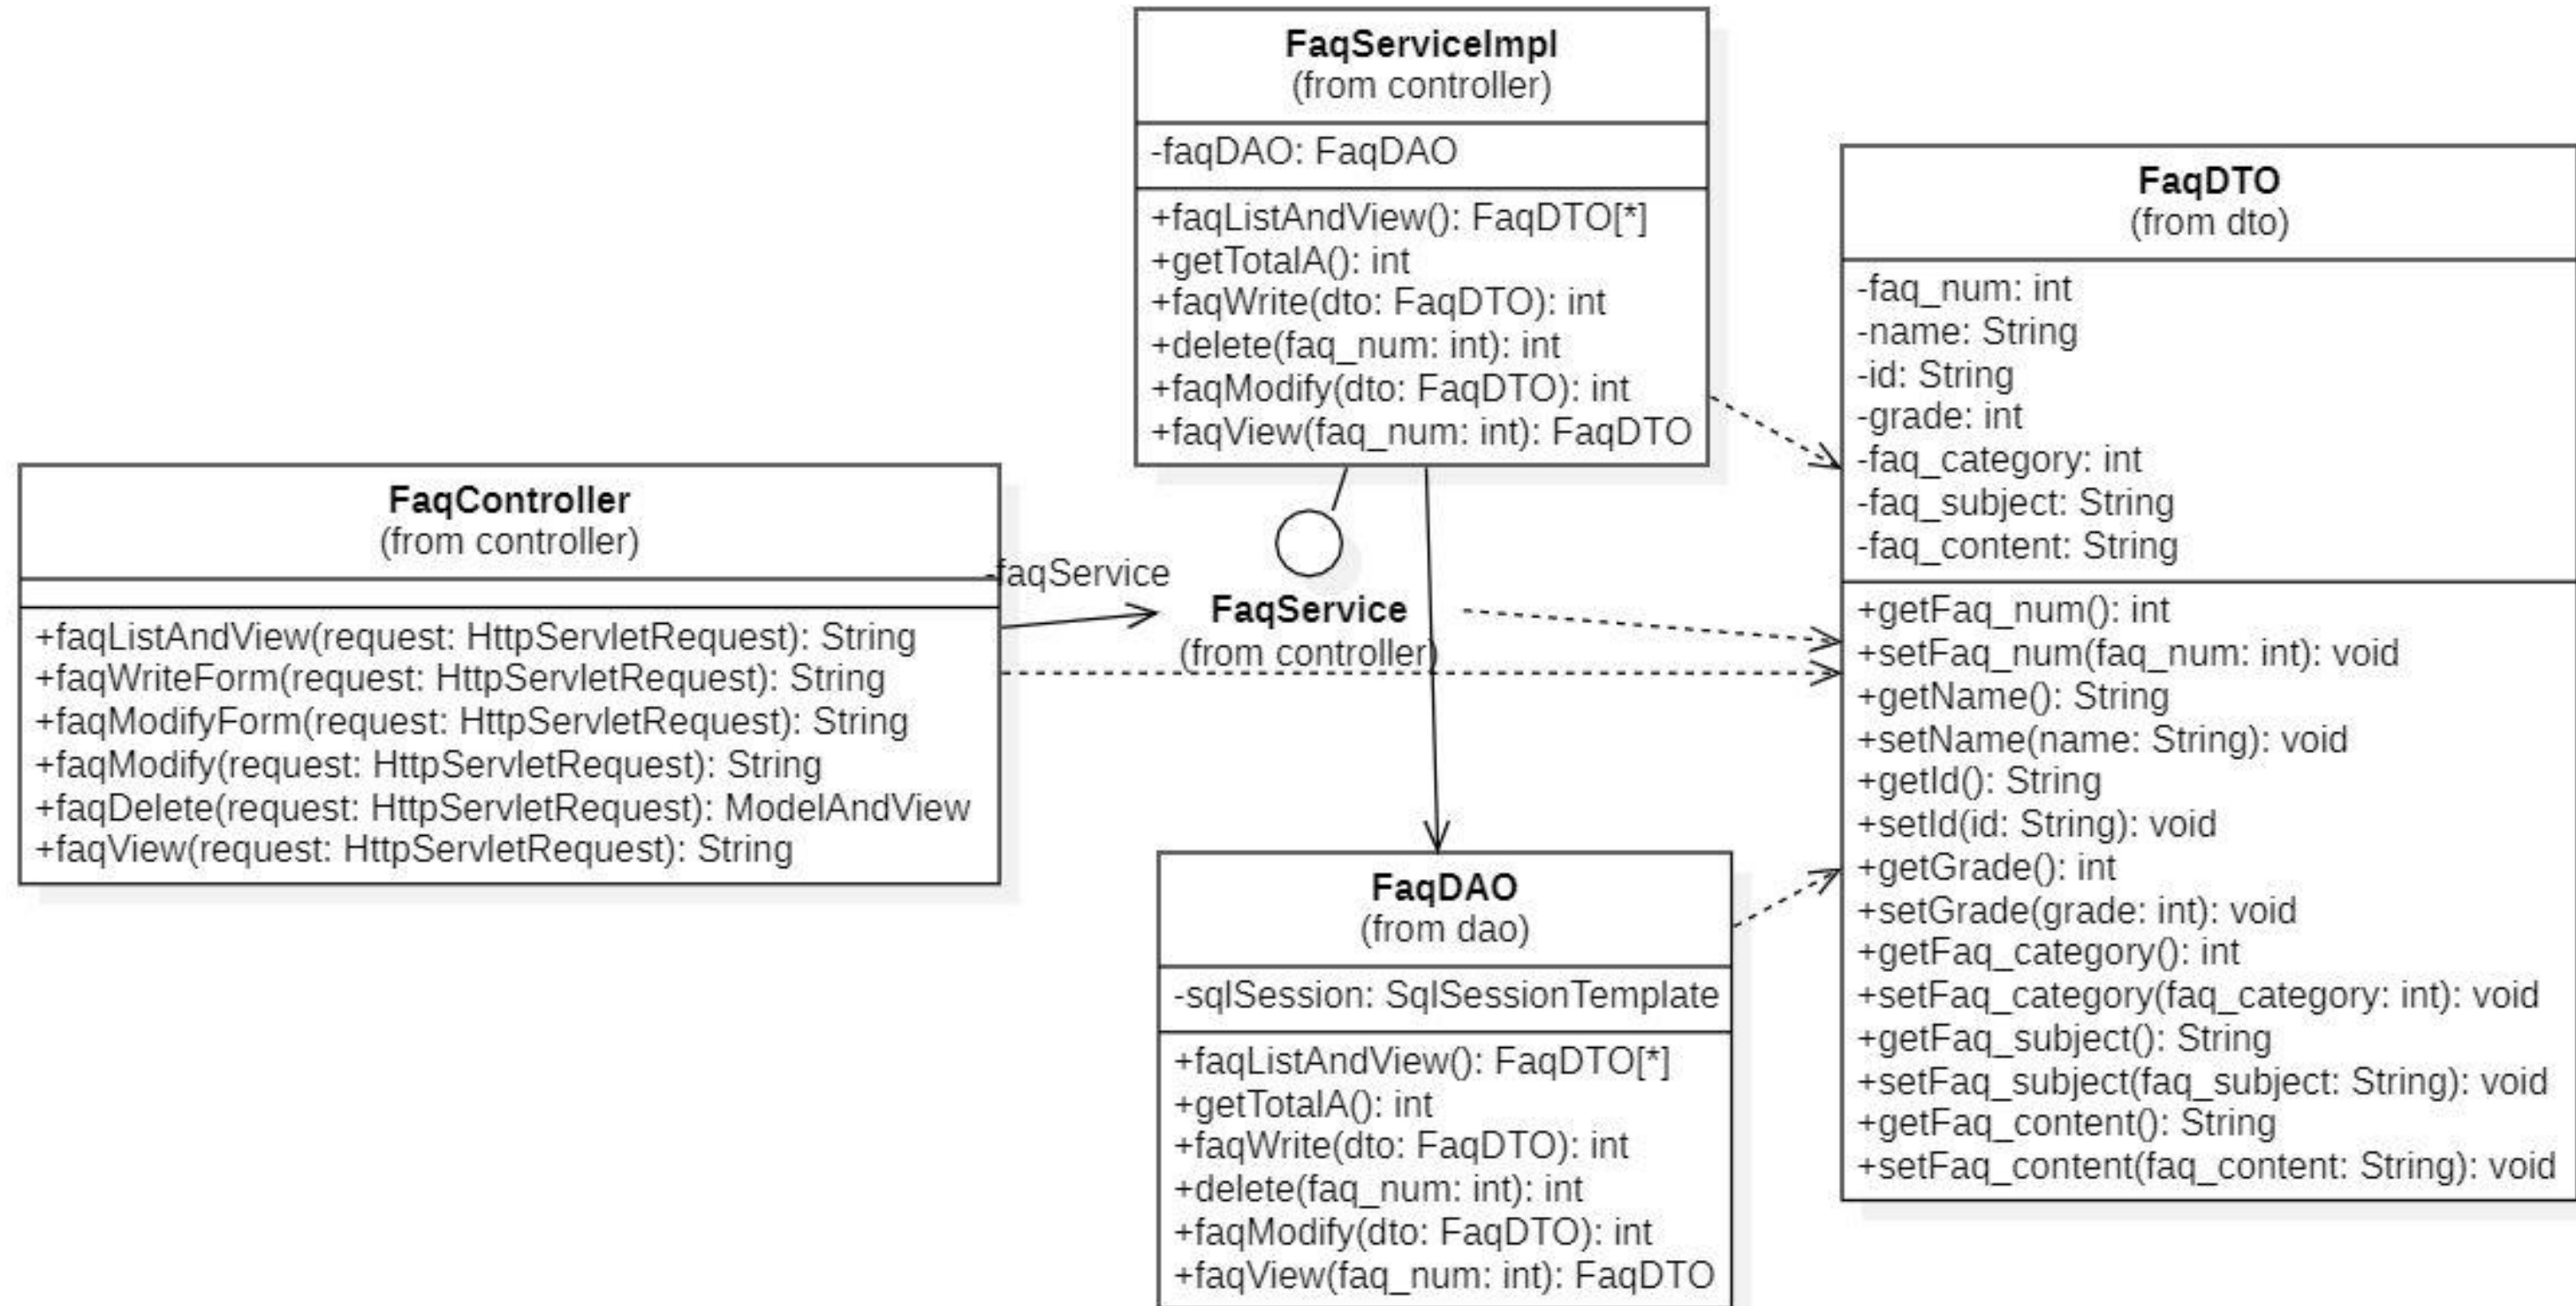 FaqServiceImpl
(from controller)
-faqDAO: FaqDAO
+faqListAndView(): FaqDTO[*]
+getTotalA(): int
+faqWrite(dto: FaqDTO): int
+delete(faq_num: int): int
+faqModify(dto: FaqDTO): int
+faqView(faq_num: int): FaqDTO
FaqController
(from controller)
+faqListAndView(request: HttpServletRequest): String
+faqWriteForm(request: HttpServletRequest): String
+faqModifyForm(request: HttpServletRequest): String
+faqModify(request: HttpServletRequest): String
+faqDelete(request: HttpServletRequest): ModelAndView
+faqView(request: HttpServletRequest): String
-faqService
FaqService
(from controller)
FaqDAO
(from dao)
-sqlSession: SqlSessionTemplate
+faqListAndView(): FaqDTO[*]
+getTotalA(): int
+faqWrite(dto: FaqDTO): int
+delete(faq_num: int): int
+faqModify(dto: FaqDTO): int
+faqView(faq_num: int): FaqDTO
FaqDTO
(from dto)
-faq_num: int
-name: String
-id: String
-grade: int
-faq_category: int
-faq_subject: String
-faq_content: String
+getFaq_num(): int
+setFaq_num(faq_num: int): void
+getName(): String
+setName(name: String): void
+getId(): String
+setId(id: String): void
+getGrade(): int
+setGrade(grade: int): void
+getFaq_category(): int
+setFaq_category(faq_category: int): void
+getFaq_subject(): String
+setFaq_subject(faq_subject: String): void
+getFaq_content(): String
+setFaq_content(faq_content: String): void